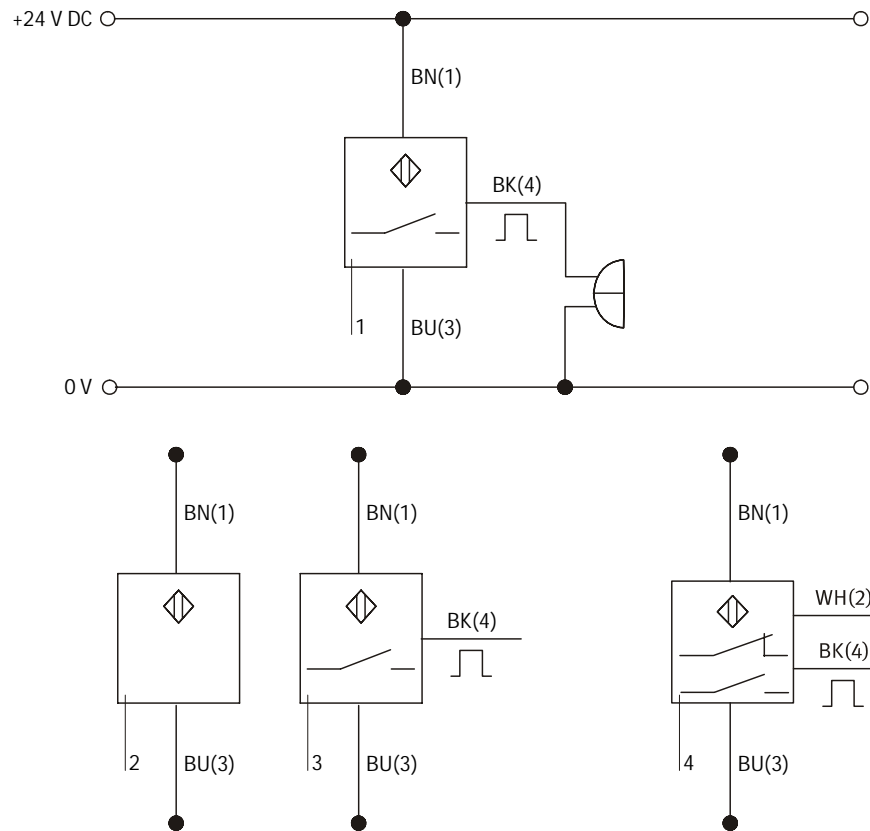 +24 V DC
BN(1)
BK(4)
1
BU(3)
0 V
BN(1)
BN(1)
BN(1)
WH(2)
BK(4)
BK(4)
2
BU(3)
3
BU(3)
4
BU(3)